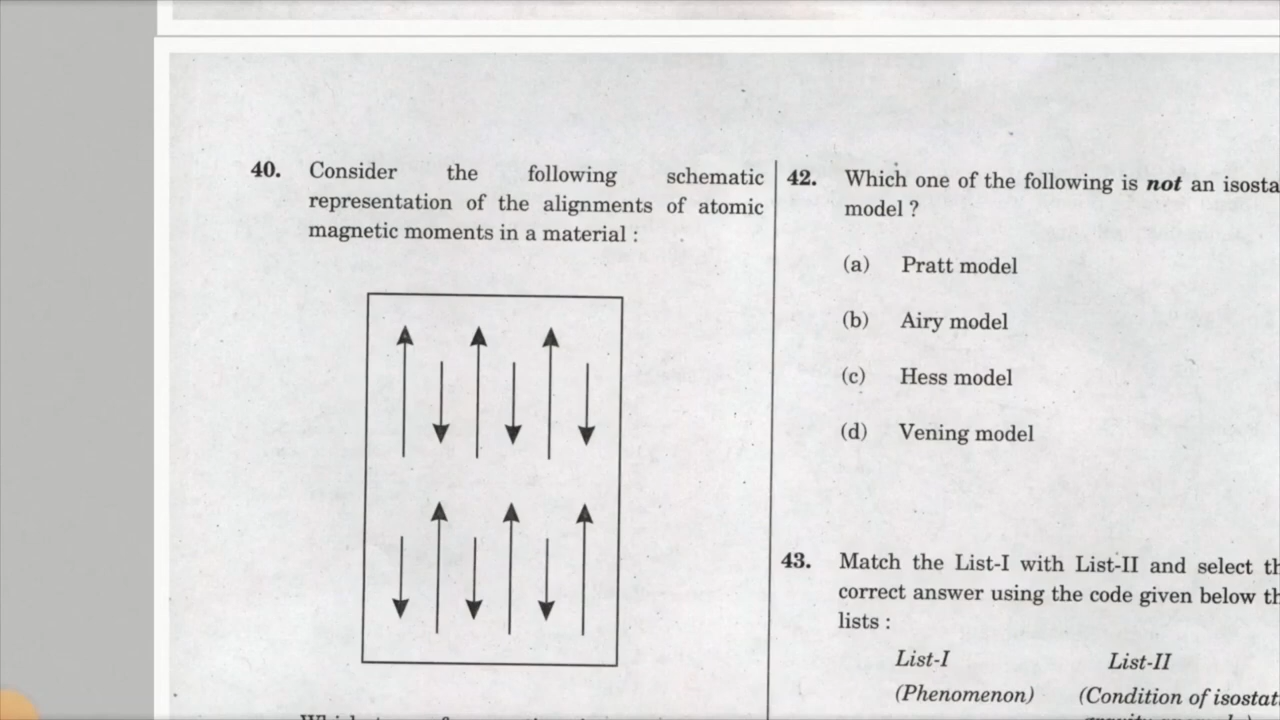 40. Consider the following schematic
representation of the alignments of atomic
magnetic moments in a material :
42. Which one of the following is not an isosta
model ?
(a) Pratt model
(b) Airy model
(c) Hess model
(d) Vening model
43. Match the List-I with List-II and select th
correct answer using the code given below th
lists :
List-I List-II
(Phenomenon) (Condition of isostat